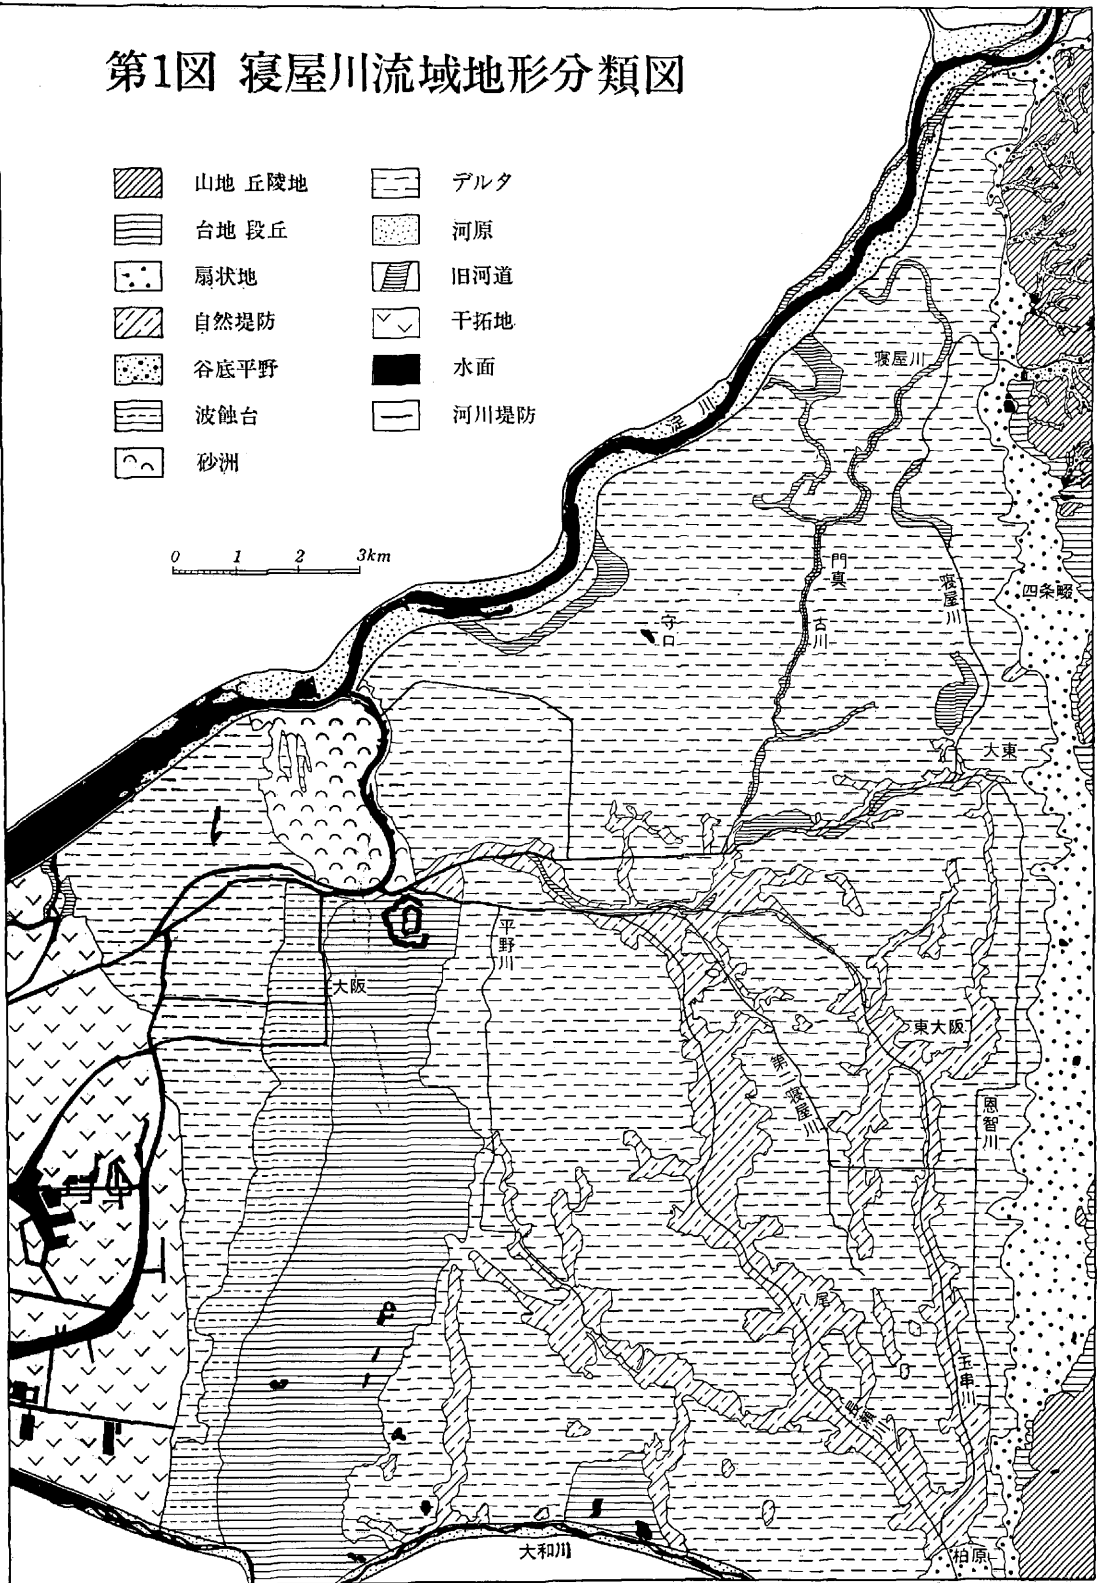 第1図 寝屋川流域地形分類図
山地 丘陵地
台地 段丘
扇状地
自然堤防
谷底平野
波蝕台
砂洲
デルタ
河原
旧河道
干拓地
水面
河川堤防
0 1 2 3km
淀川
寝屋川
門真
古川
寝屋川
四条畷
守口
大東
平野川
大阪
東大阪
第二寝屋川
恩智川
八尾
玉串川
長瀬川
大和川
柏原